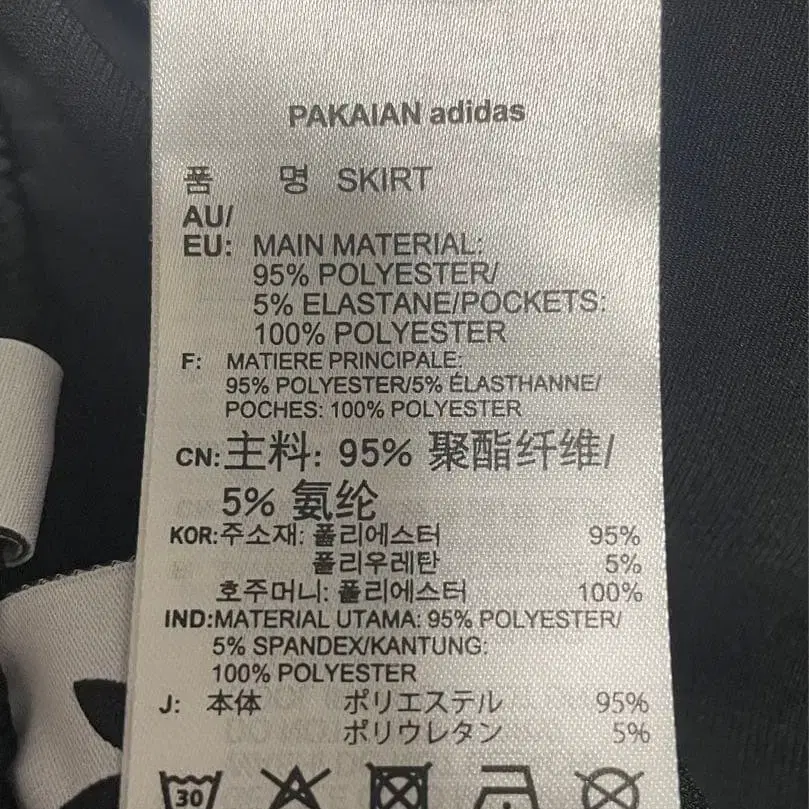 PAKAIAN adidas
품 명 SKIRT
AU/
EU: MAIN MATERIAL:
95% POLYESTER/
5% ELASTANE/POCKETS:
100% POLYESTER
F: MATIERE PRINCIPALE:
95% POLYESTER/5% ÉLASTHANNE/
POCHES: 100% POLYESTER
CN: 主料: 95% 聚酯纤维/
5% 氨纶
KOR:주소재: 폴리에스터 95%
폴리우레탄 5%
호주머니: 폴리에스터 100%
IND:MATERIAL UTAMA: 95% POLYESTER/
5% SPANDEX/KANTUNG:
100% POLYESTER
J: 本体 ポリエステル 95%
ポリウレタン 5%
30